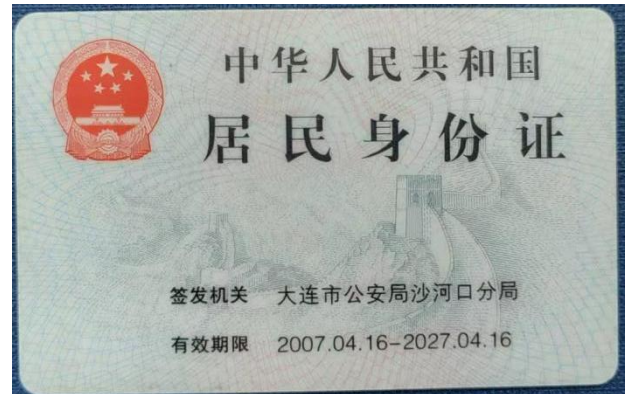 中华人民共和国
居民身份证
签发机关 大连市公安局沙河口分局
有效期限 2007.04.16-2027.04.16